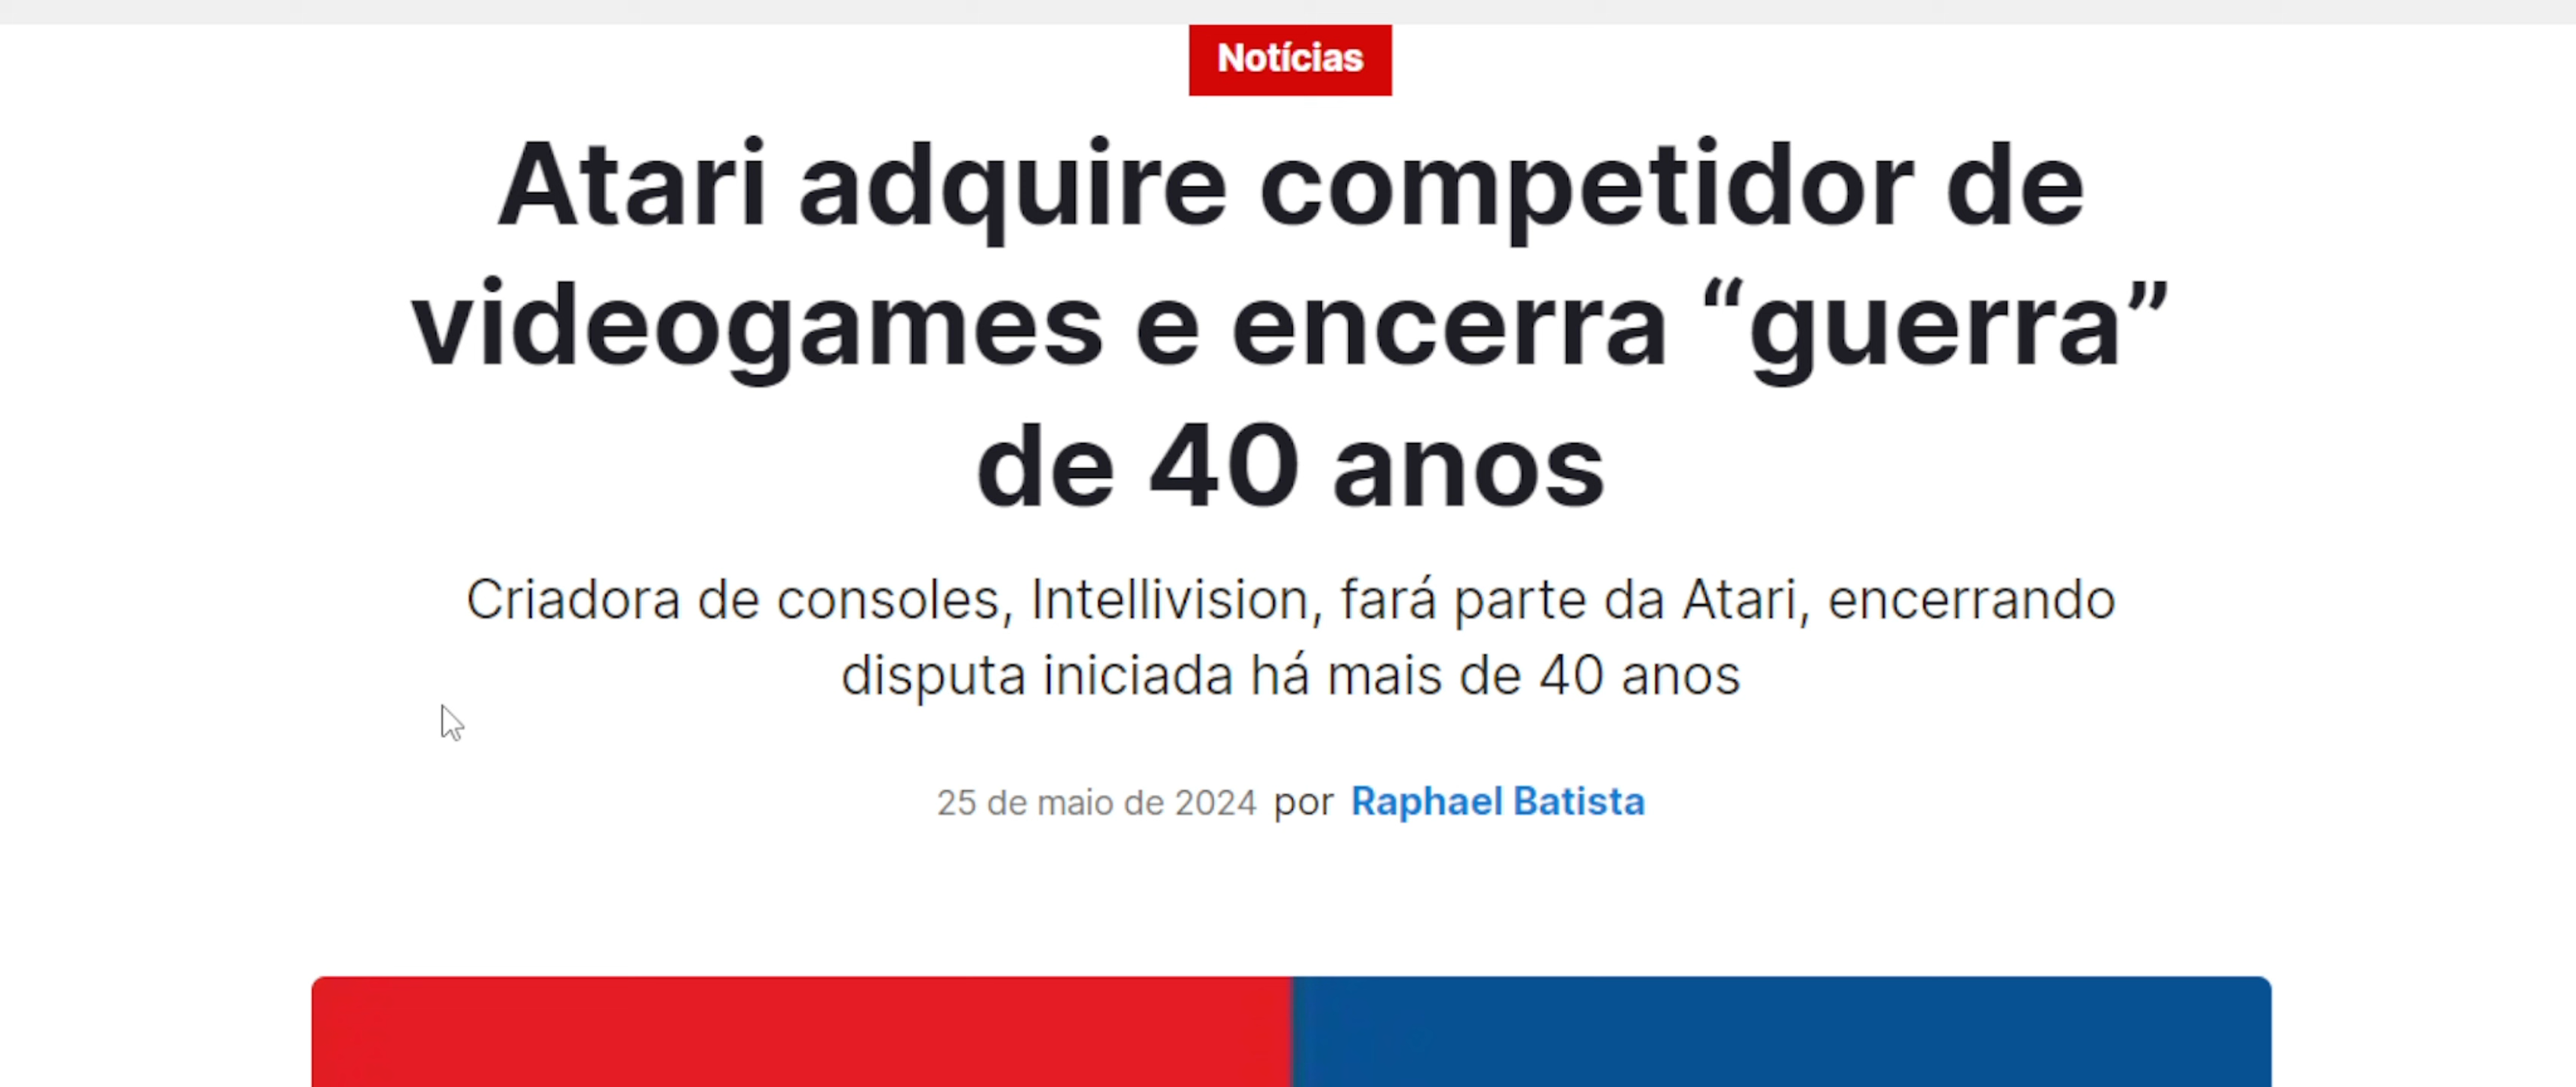 Notícias
Atari adquire competidor de
videogames e encerra “guerra”
de 40 anos
Criadora de consoles, Intellivision, fará parte da Atari, encerrando
disputa iniciada há mais de 40 anos
25 de maio de 2024 por Raphael Batista